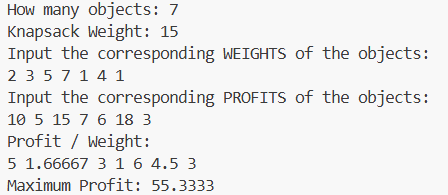 How many objects: 7
Knapsack Weight: 15
Input the corresponding WEIGHTS of the objects:
2 3 5 7 1 4 1
Input the corresponding PROFITS of the objects:
10 5 15 7 6 18 3
Profit / Weight:
5 1.66667 3 1 6 4.5 3
Maximum Profit: 55.3333